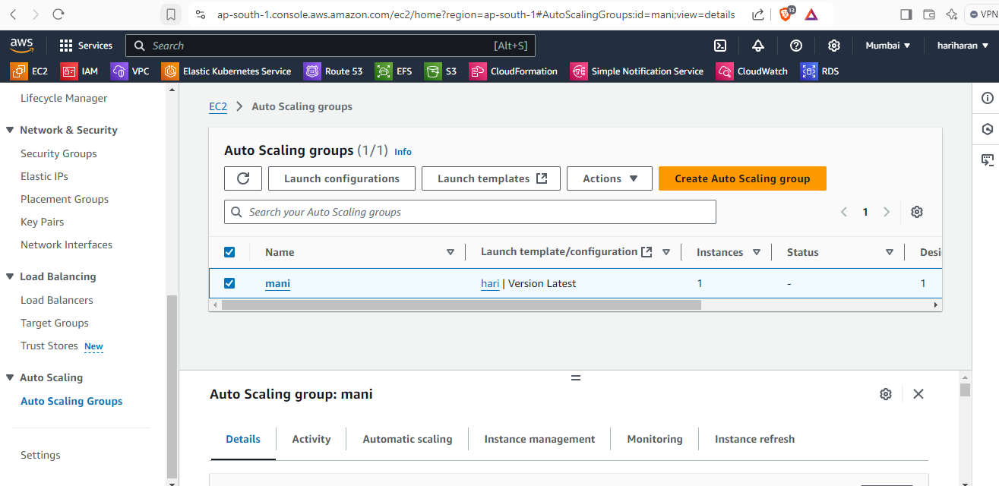 ap-south-1.console.aws.amazon.com/ec2/home?region=ap-south-1#AutoScalingGroups:id=mani;view=details
13
VPN
aws
Services
Search
[Alt+S]
Mumbai
hariharan
EC2
IAM
VPC
Elastic Kubernetes Service
Route 53
EFS
S3
CloudFormation
Simple Notification Service
CloudWatch
RDS
Lifecycle Manager
Network & Security
Security Groups
Elastic IPs
Placement Groups
Key Pairs
Network Interfaces
Load Balancing
Load Balancers
Target Groups
Trust Stores New
Auto Scaling
Auto Scaling Groups
Settings
EC2 > Auto Scaling groups
Auto Scaling groups (1/1) Info
Launch configurations
Launch templates
Actions
Create Auto Scaling group
Search your Auto Scaling groups
1
Name
Launch template/configuration
Instances
Status
Desi
mani
hari | Version Latest
1
-
1
Auto Scaling group: mani
Details
Activity
Automatic scaling
Instance management
Monitoring
Instance refresh